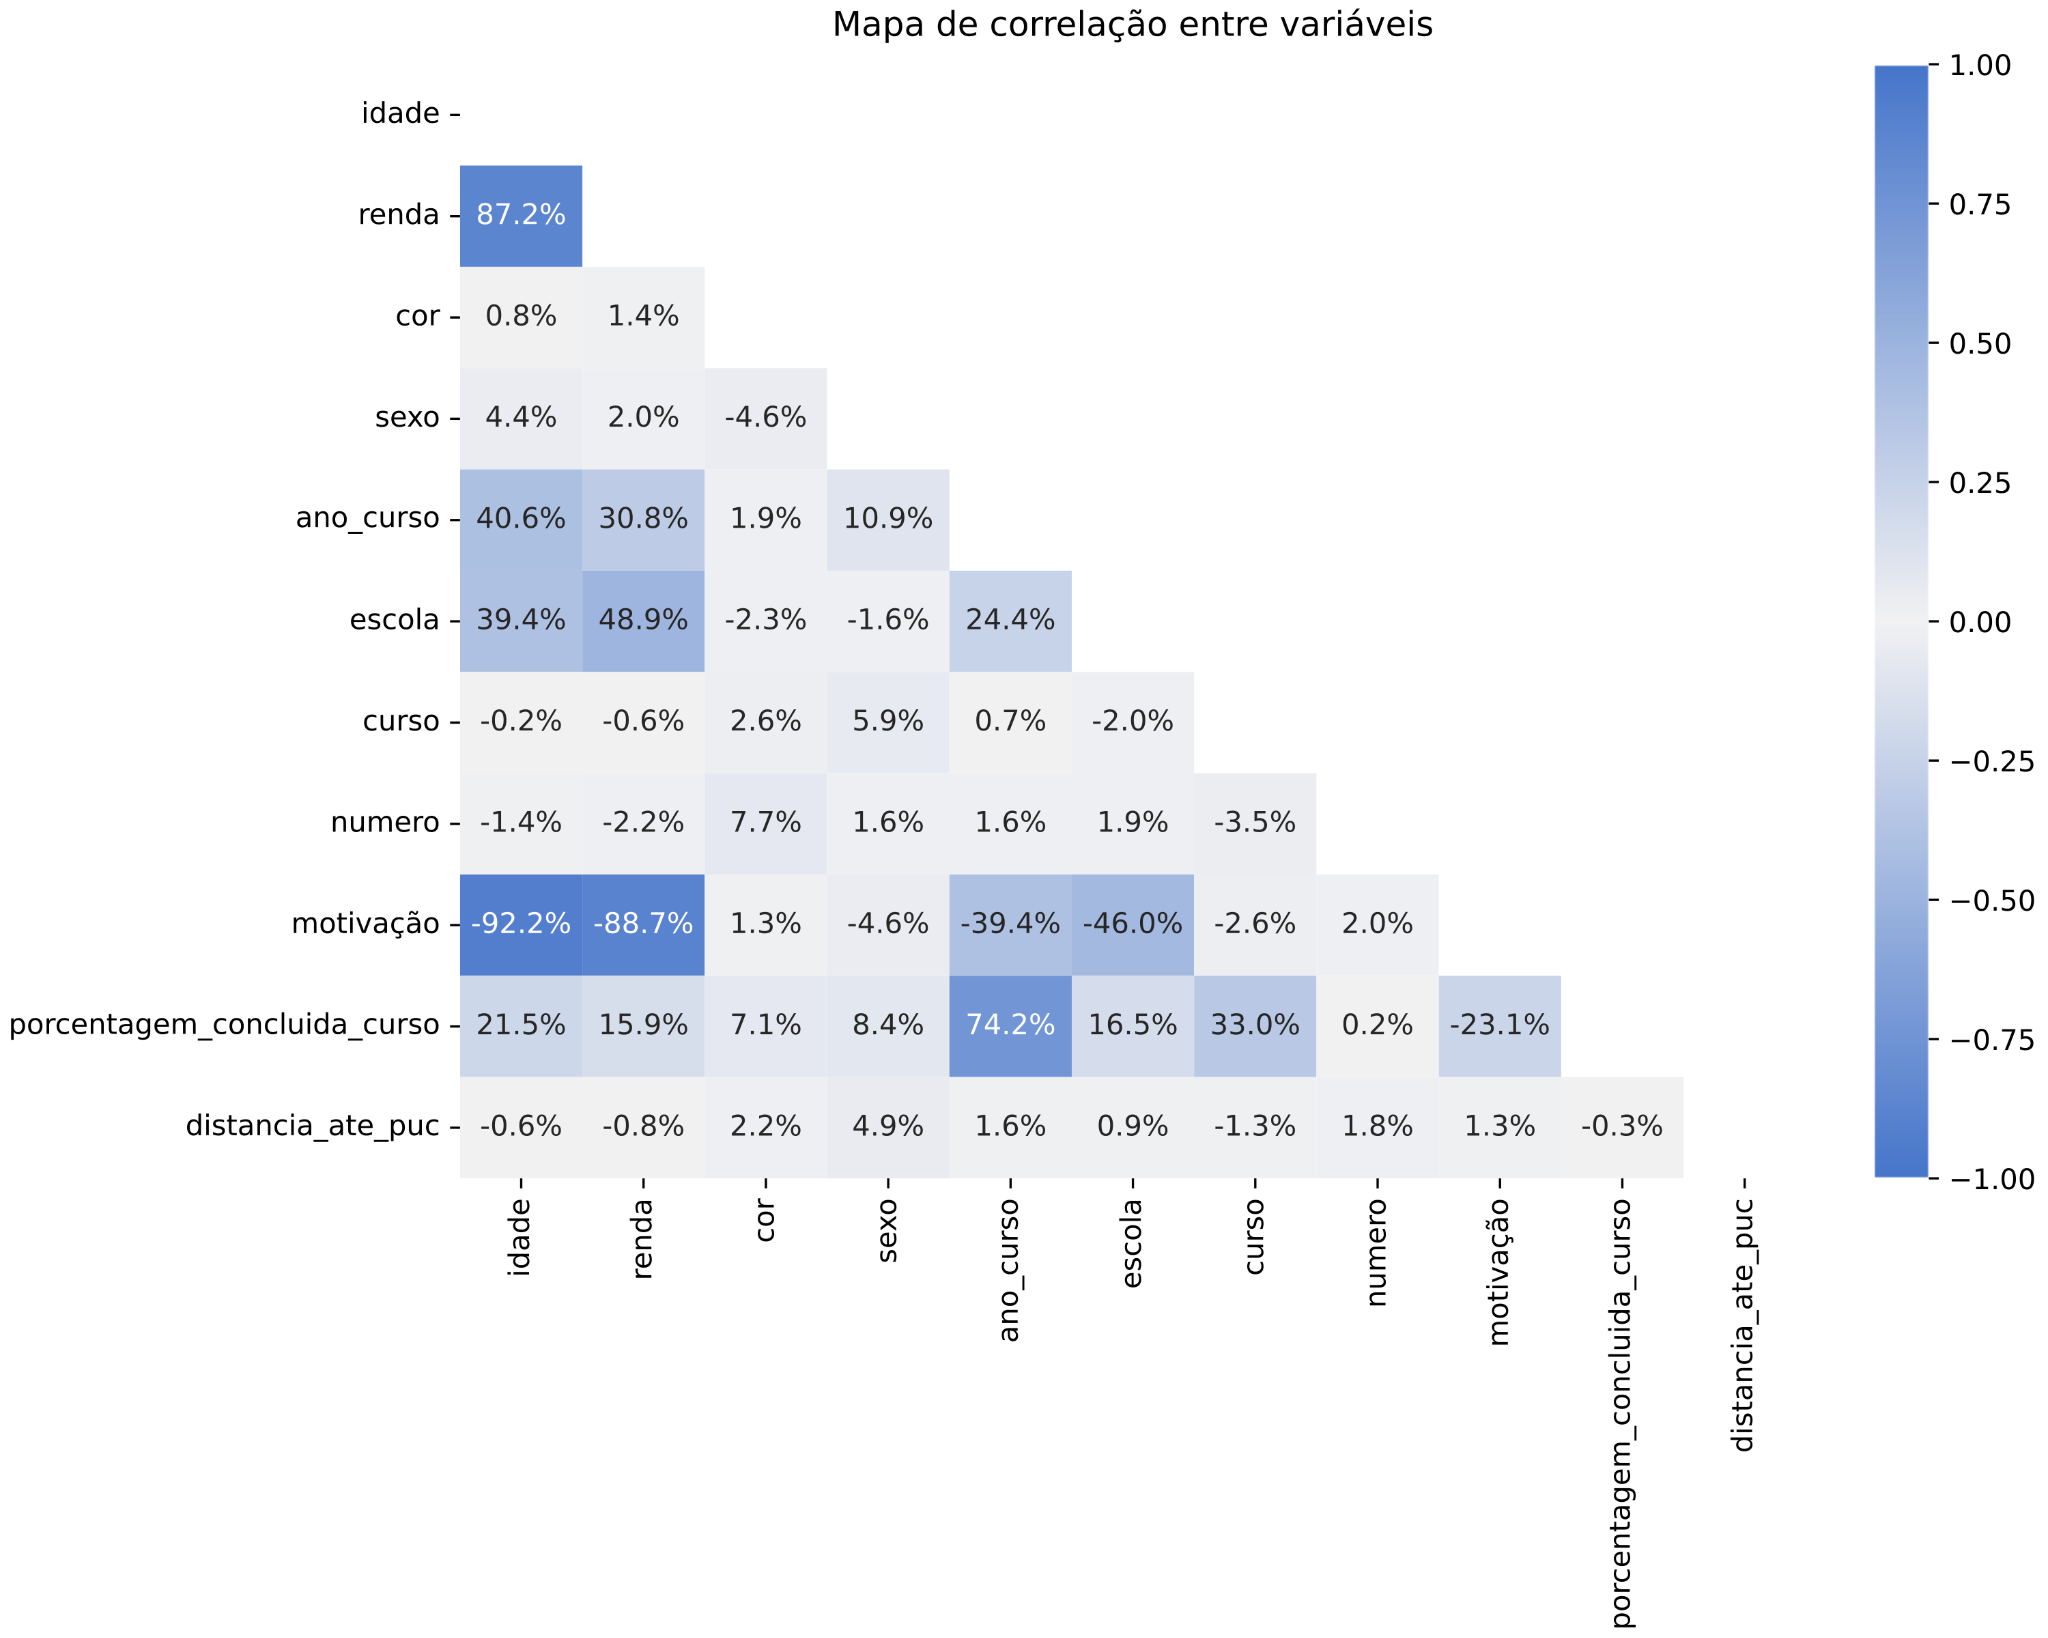 Mapa de correlação entre variáveis
idade
renda 87.2%
cor 0.8% 1.4%
sexo 4.4% 2.0% -4.6%
ano_curso 40.6% 30.8% 1.9% 10.9%
escola 39.4% 48.9% -2.3% -1.6% 24.4%
curso -0.2% -0.6% 2.6% 5.9% 0.7% -2.0%
numero -1.4% -2.2% 7.7% 1.6% 1.6% 1.9% -3.5%
motivação -92.2% -88.7% 1.3% -4.6% -39.4% -46.0% -2.6% 2.0%
porcentagem_concluida_curso 21.5% 15.9% 7.1% 8.4% 74.2% 16.5% 33.0% 0.2% -23.1%
distancia_ate_puc -0.6% -0.8% 2.2% 4.9% 1.6% 0.9% -1.3% 1.8% 1.3% -0.3%
idade
renda
cor
sexo
ano_curso
escola
curso
numero
motivação
porcentagem_concluida_curso
distancia_ate_puc
1.00
0.75
0.50
0.25
0.00
−0.25
−0.50
−0.75
−1.00